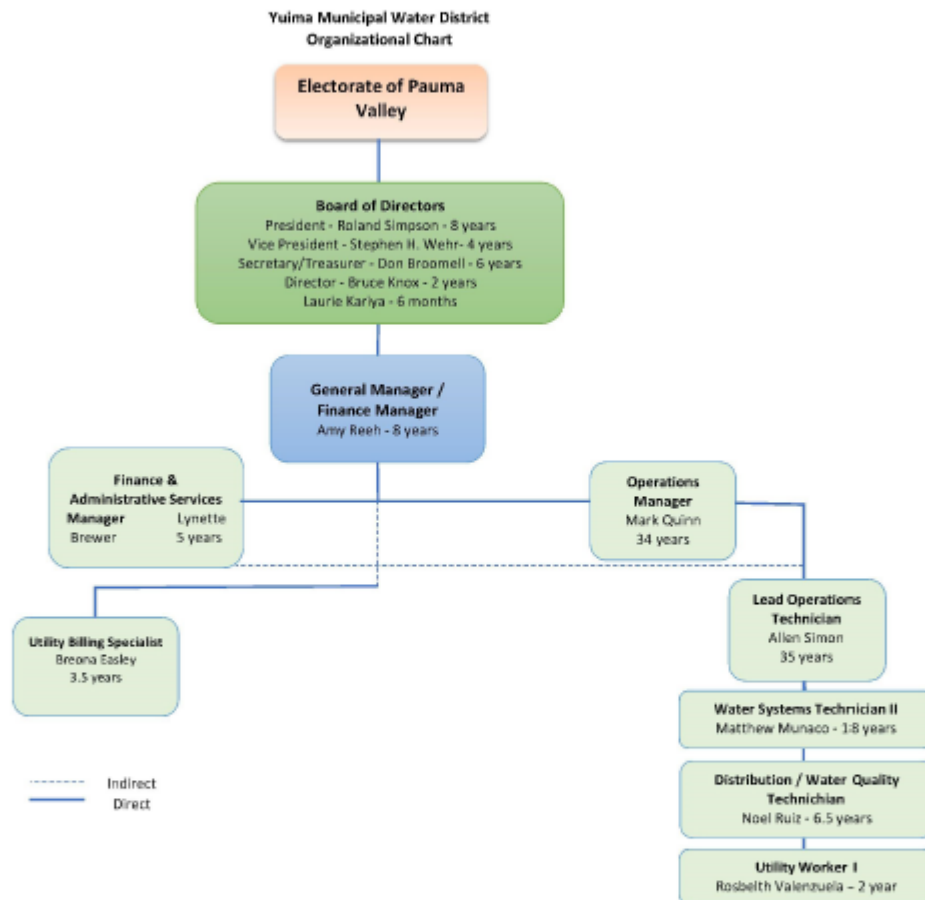 Yuima Municipal Water District
Organizational Chart
Electorate of Pauma
Valley
Board of Directors
President - Roland Simpson - 8 years
Vice President - Stephen H. Wehr- 4 years
Secretary/Treasurer - Don Broomell - 6 years
Director - Bruce Knox - 2 years
Laurie Kariya - 6 months
General Manager /
Finance Manager
Amy Reeh - 8 years
Finance &
Administrative Services
Manager Lynette
Brewer 5 years
Operations
Manager
Mark Quinn
34 years
Utility Billing Specialist
Breona Easley
3.5 years
Lead Operations
Technician
Allen Simon
35 years
Water Systems Technician II
Matthew Munaco - 18 years
Distribution / Water Quality
Technichian
Noel Ruiz - 6.5 years
Utility Worker I
Rosbelth Valenzuela – 2 year
Indirect
Direct